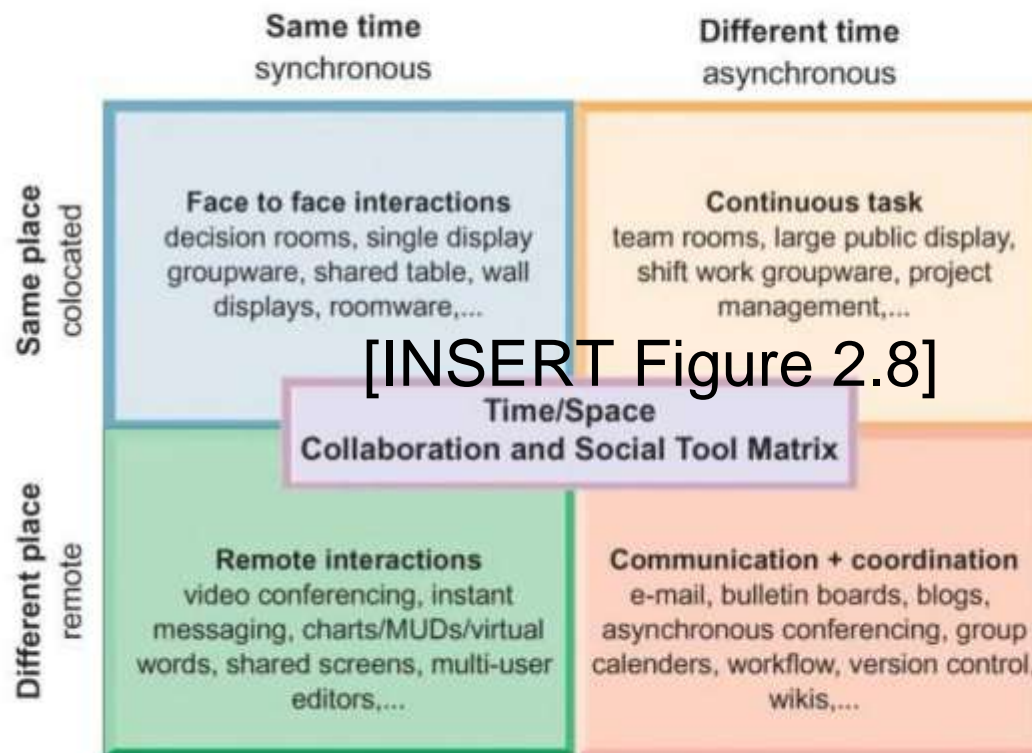 Same time
synchronous
Different time
asynchronous
Same place
colocated
Face to face interactions
decision rooms, single display
groupware, shared table, wall
displays, roomware,...
Continuous task
team rooms, large public display,
shift work groupware, project
management,...
[INSERT Figure 2.8]
Time/Space
Collaboration and Social Tool Matrix
Different place
remote
Remote interactions
video conferencing, instant
messaging, charts/MUDs/virtual
words, shared screens, multi-user
editors,...
Communication + coordination
e-mail, bulletin boards, blogs,
asynchronous conferencing, group
calenders, workflow, version control
wikis,...